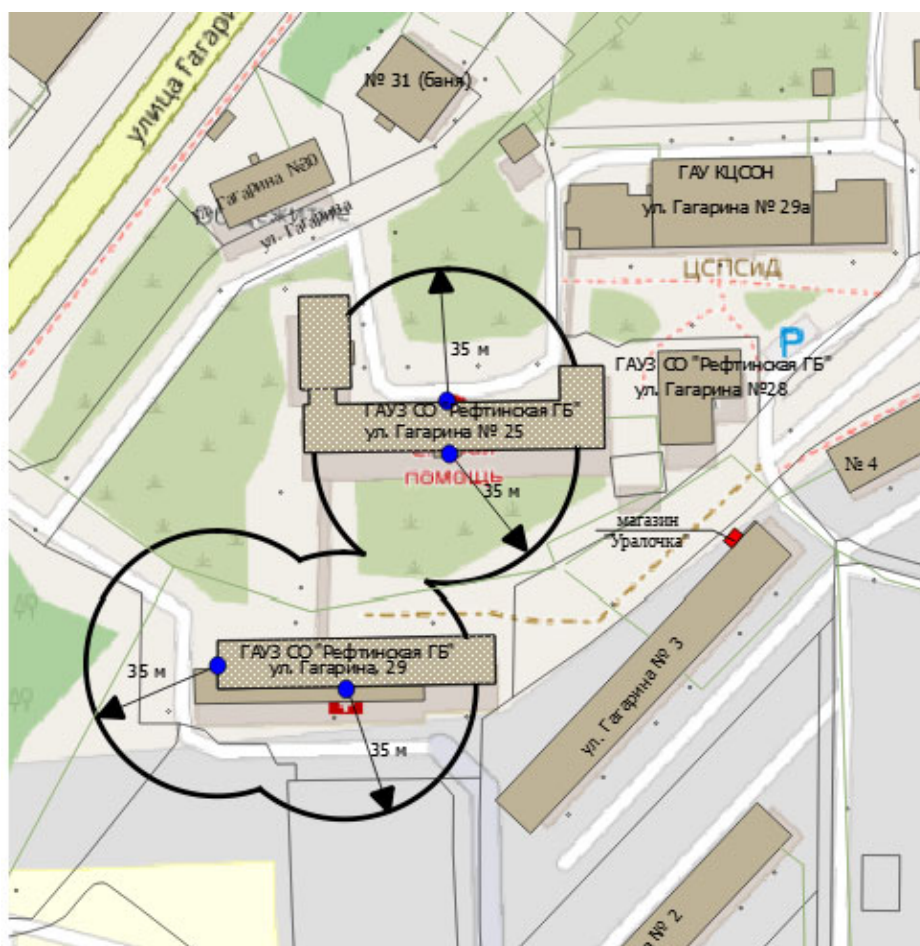 улица Гагарина
№ 31 (баня)
ул. Гагарина №30
ул. Гагарина
ГАУ КЦСОН
ул. Гагарина № 29а
ЦСПСиД
35 м
Р
ГАУЗ СО "Рефтинская ГБ"
ул. Гагарина №28
ГАУЗ СО "Рефтинская ГБ"
ул. Гагарина № 25
помощь
35 м
№ 4
магазин
"Уралочка"
ГАУЗ СО "Рефтинская ГБ"
ул. Гагарина, 29
35 м
35 м
ул. Гагарина № 3
№ 2